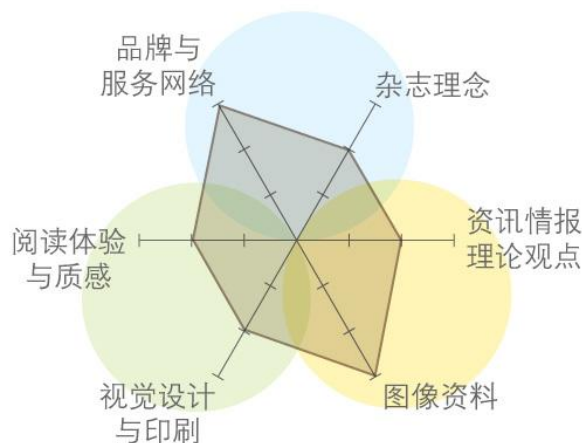 品牌与
服务网络
杂志理念
阅读体验
与质感
资讯情报
理论观点
视觉设计
与印刷
图像资料